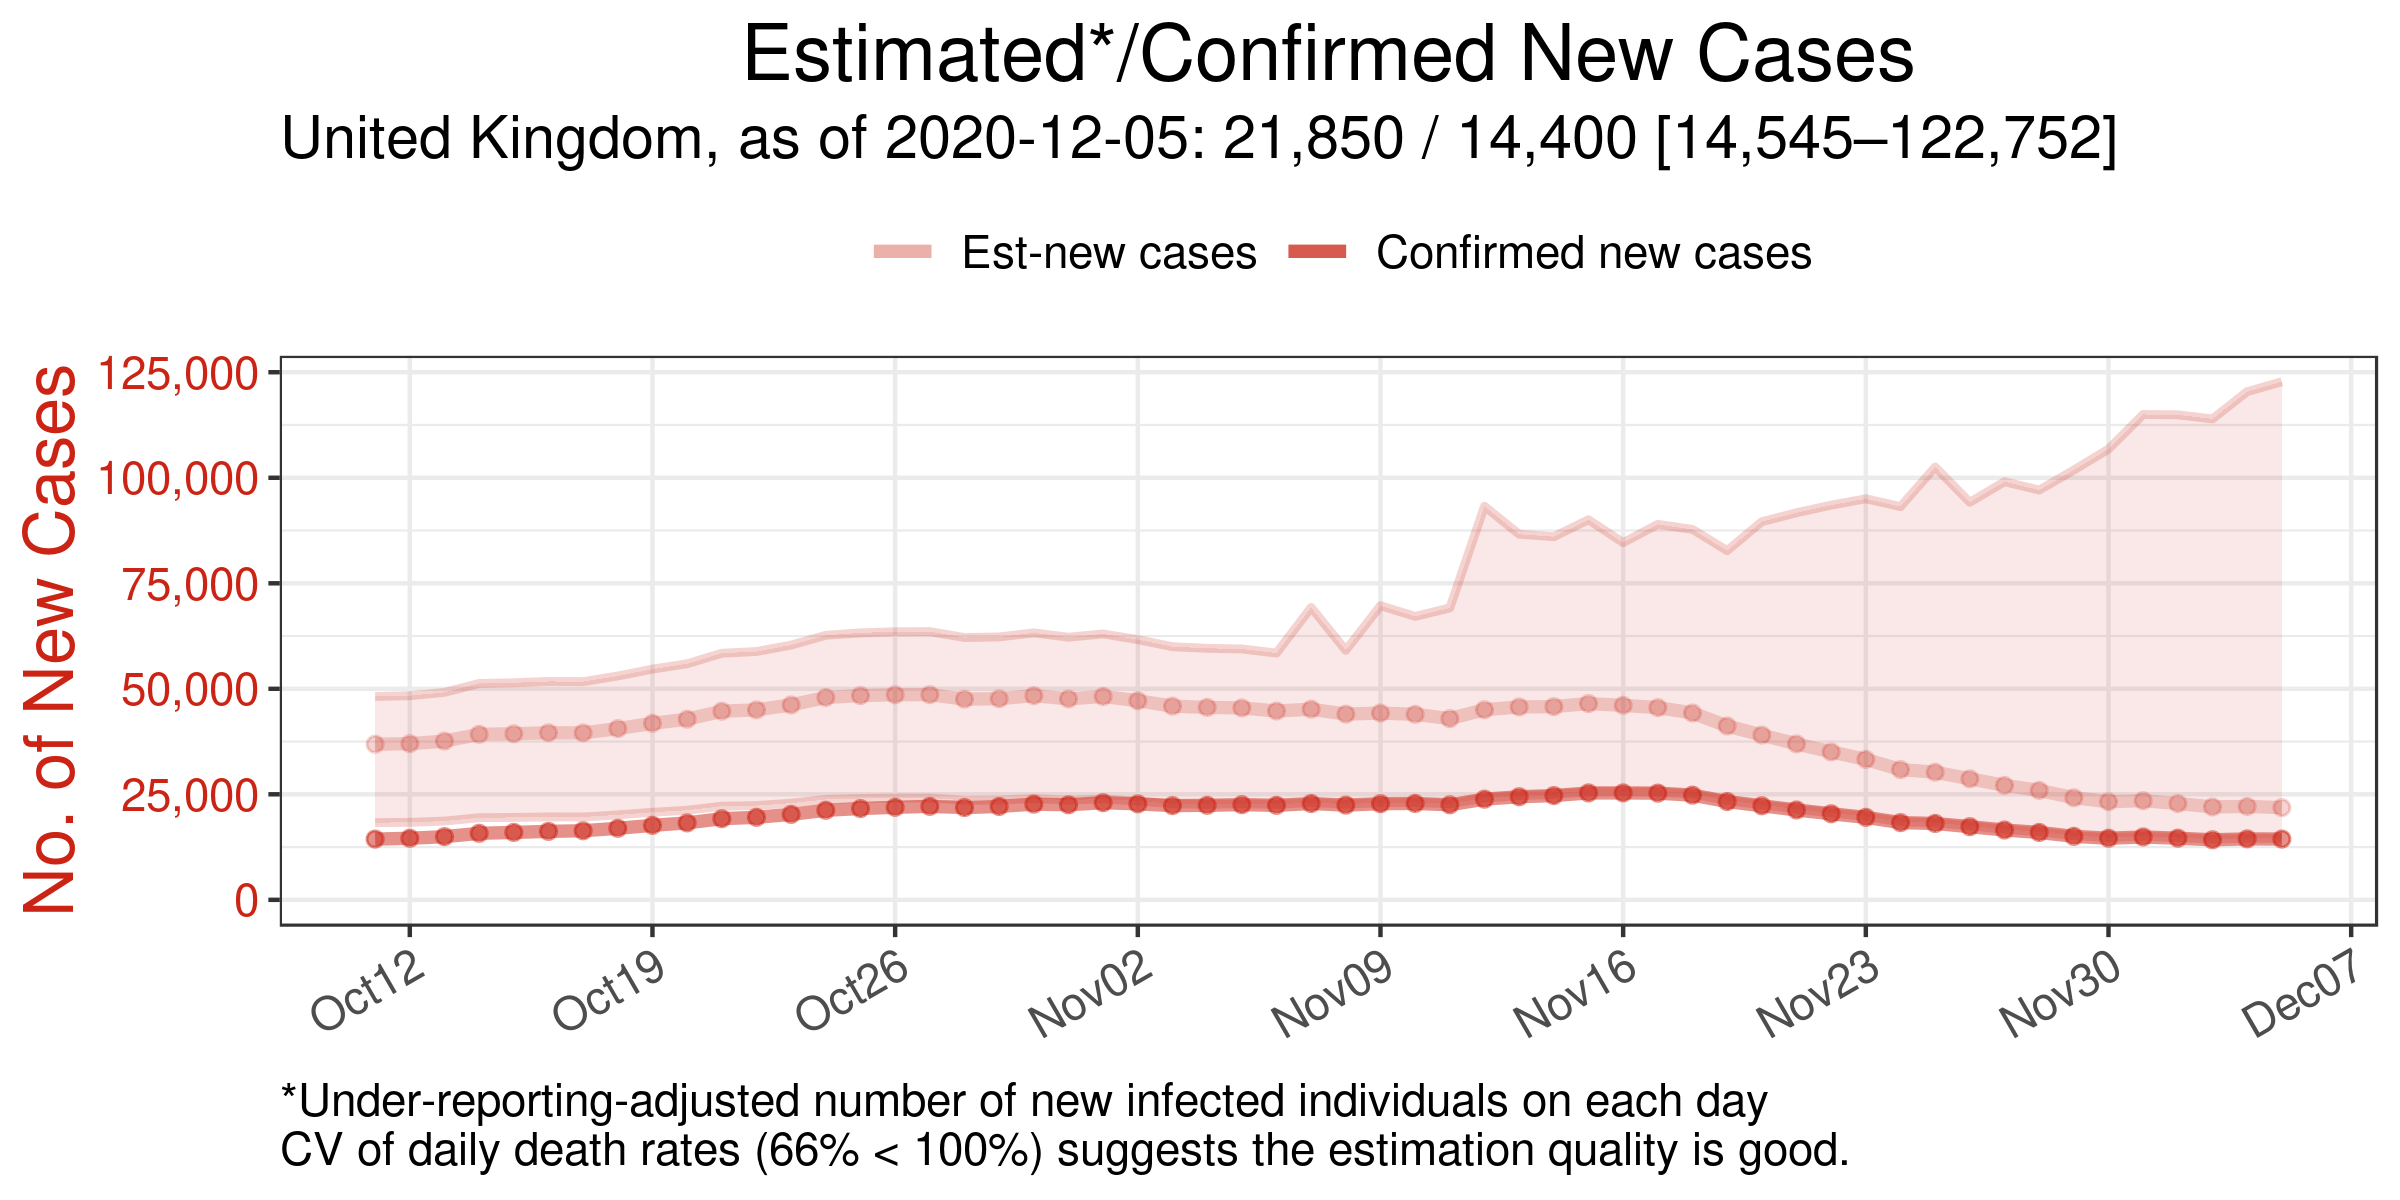 Estimated*/Confirmed New Cases
United Kingdom, as of 2020-12-05: 21,850 / 14,400 [14,545–122,752]
Est-new cases
Confirmed new cases
No. of New Cases
125,000
100,000
75,000
50,000
25,000
0
Oct12
Oct19
Oct26
Nov02
Nov09
Nov16
Nov23
Nov30
Dec07
*Under-reporting-adjusted number of new infected individuals on each day
CV of daily death rates (66% < 100%) suggests the estimation quality is good.